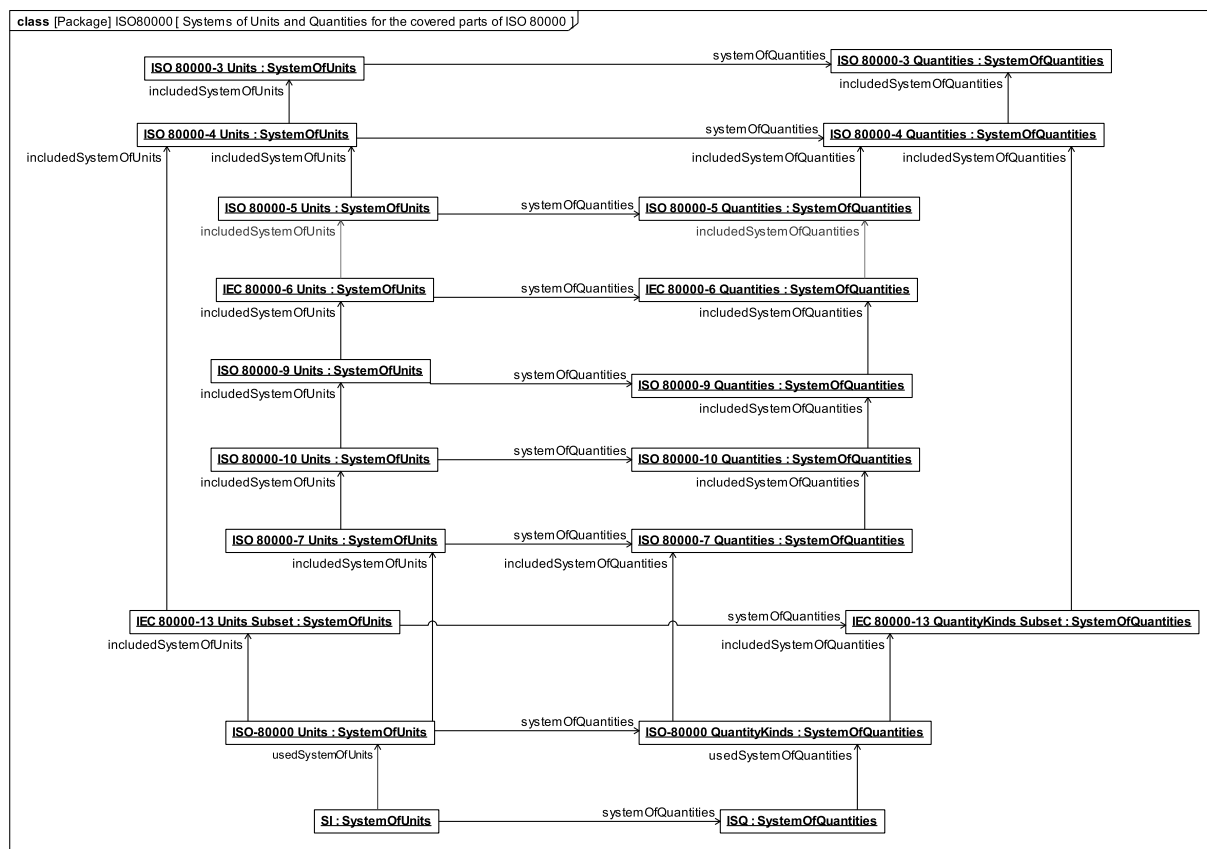 class [Package] ISO80000 [ Systems of Units and Quantities for the covered parts of ISO 80000 ]
systemOfQuantities
ISO 80000-3 Units : SystemOfUnits
ISO 80000-3 Quantities : SystemOfQuantities
includedSystemOfUnits
includedSystemOfQuantities
systemOfQuantities
ISO 80000-4 Units : SystemOfUnits
ISO 80000-4 Quantities : SystemOfQuantities
includedSystemOfUnits
includedSystemOfUnits
includedSystemOfQuantities
includedSystemOfQuantities
ISO 80000-5 Units : SystemOfUnits
systemOfQuantities
ISO 80000-5 Quantities : SystemOfQuantities
includedSystemOfUnits
includedSystemOfQuantities
IEC 80000-6 Units : SystemOfUnits
systemOfQuantities
IEC 80000-6 Quantities : SystemOfQuantities
includedSystemOfUnits
includedSystemOfQuantities
ISO 80000-9 Units : SystemOfUnits
systemOfQuantities
ISO 80000-9 Quantities : SystemOfQuantities
includedSystemOfUnits
includedSystemOfQuantities
ISO 80000-10 Units : SystemOfUnits
systemOfQuantities
ISO 80000-10 Quantities : SystemOfQuantities
includedSystemOfUnits
includedSystemOfQuantities
ISO 80000-7 Units : SystemOfUnits
systemOfQuantities
ISO 80000-7 Quantities : SystemOfQuantities
includedSystemOfUnits
includedSystemOfQuantities
IEC 80000-13 Units Subset : SystemOfUnits
systemOfQuantities
IEC 80000-13 QuantityKinds Subset : SystemOfQuantities
includedSystemOfUnits
includedSystemOfQuantities
ISO-80000 Units : SystemOfUnits
systemOfQuantities
ISO-80000 QuantityKinds : SystemOfQuantities
usedSystemOfUnits
usedSystemOfQuantities
SI : SystemOfUnits
systemOfQuantities
ISQ : SystemOfQuantities